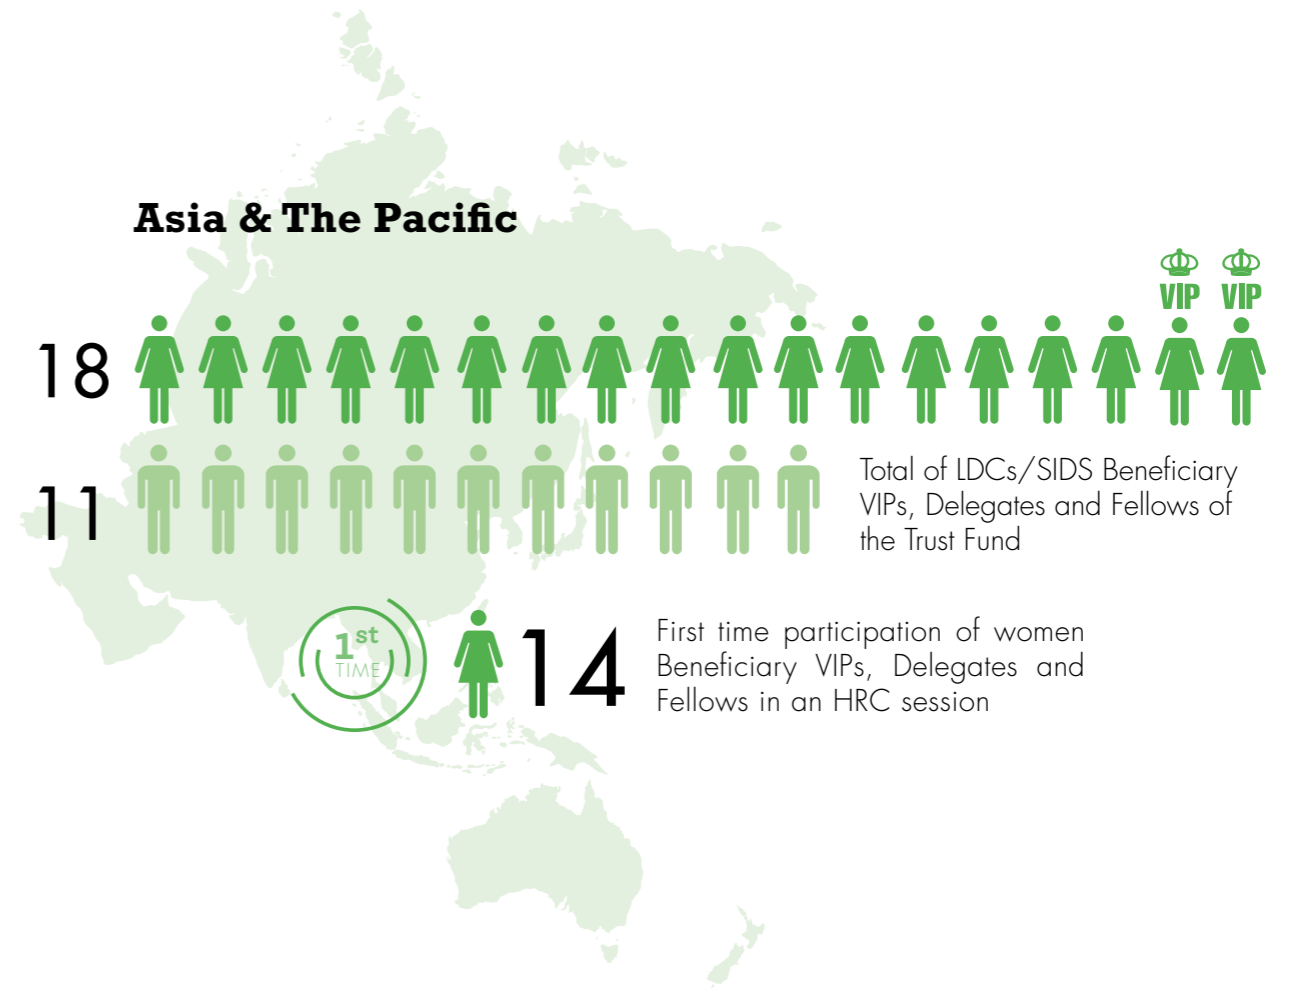 Asia & The Pacific
VIP VIP
18
11
Total of LDCs/SIDS Beneficiary
VIPs, Delegates and Fellows of
the Trust Fund
1st
TIME
14
First time participation of women
Beneficiary VIPs, Delegates and
Fellows in an HRC session